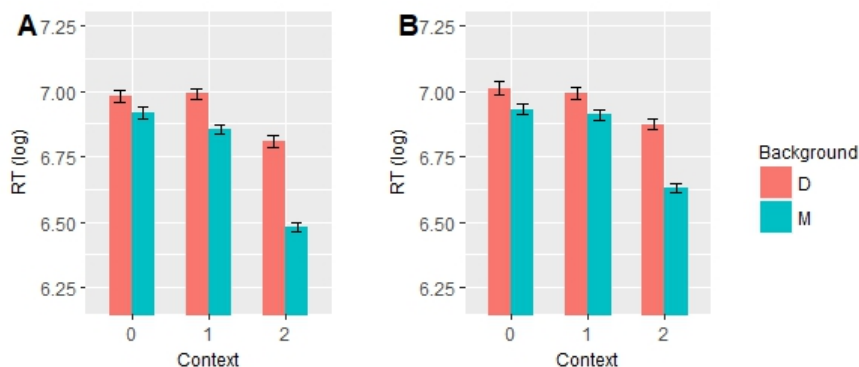 A
7.25
7.00
6.75
6.50
6.25
RT (log)
0 1 2
Context
B
7.25
7.00
6.75
6.50
6.25
RT (log)
0 1 2
Context
Background
D
M